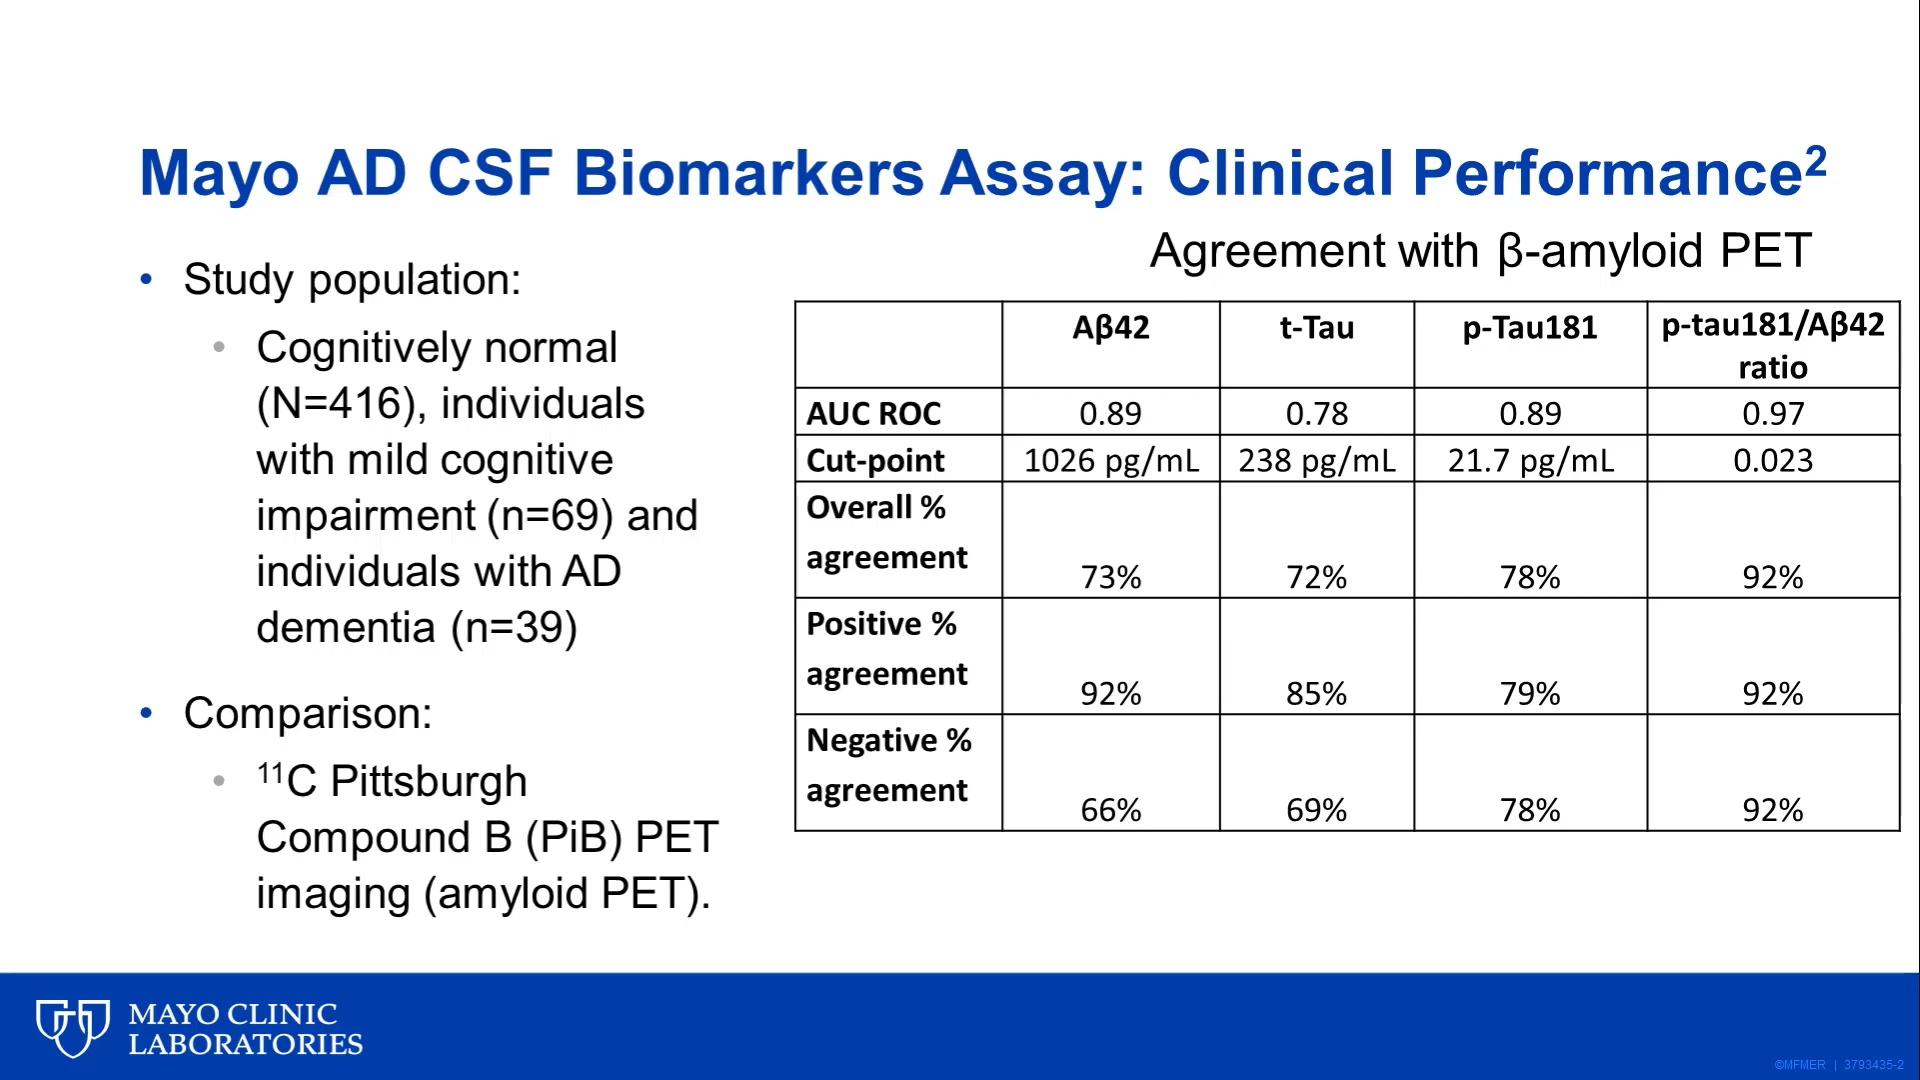 Mayo AD CSF Biomarkers Assay: Clinical Performance²
• Study population:
• Cognitively normal
(N=416), individuals
with mild cognitive
impairment (n=69) and
individuals with AD
dementia (n=39)
• Comparison:
• ¹¹C Pittsburgh
Compound B (PiB) PET
imaging (amyloid PET).
Agreement with β-amyloid PET
Aβ42 t-Tau p-Tau181 p-tau181/Aβ42
ratio
AUC ROC 0.89 0.78 0.89 0.97
Cut-point 1026 pg/mL 238 pg/mL 21.7 pg/mL 0.023
Overall %
agreement
73% 72% 78% 92%
Positive %
agreement
92% 85% 79% 92%
Negative %
agreement
66% 69% 78% 92%
MAYO CLINIC
LABORATORIES
©MFMER | 3793435-2